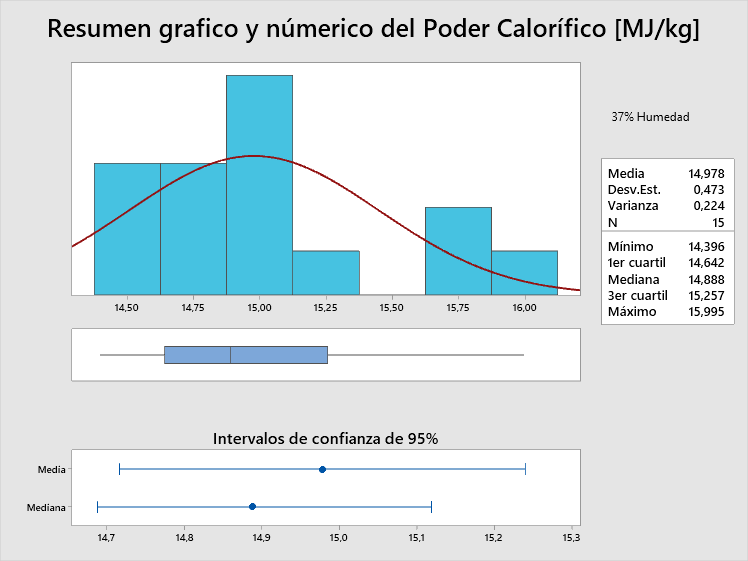 Resumen grafico y númerico del Poder Calorífico [MJ/kg]
37% Humedad
Media 14,978
Desv.Est. 0,473
Varianza 0,224
N 15
Mínimo 14,396
1er cuartil 14,642
Mediana 14,888
3er cuartil 15,257
Máximo 15,995
14,50 14,75 15,00 15,25 15,50 15,75 16,00
Intervalos de confianza de 95%
Media
Mediana
14,7 14,8 14,9 15,0 15,1 15,2 15,3